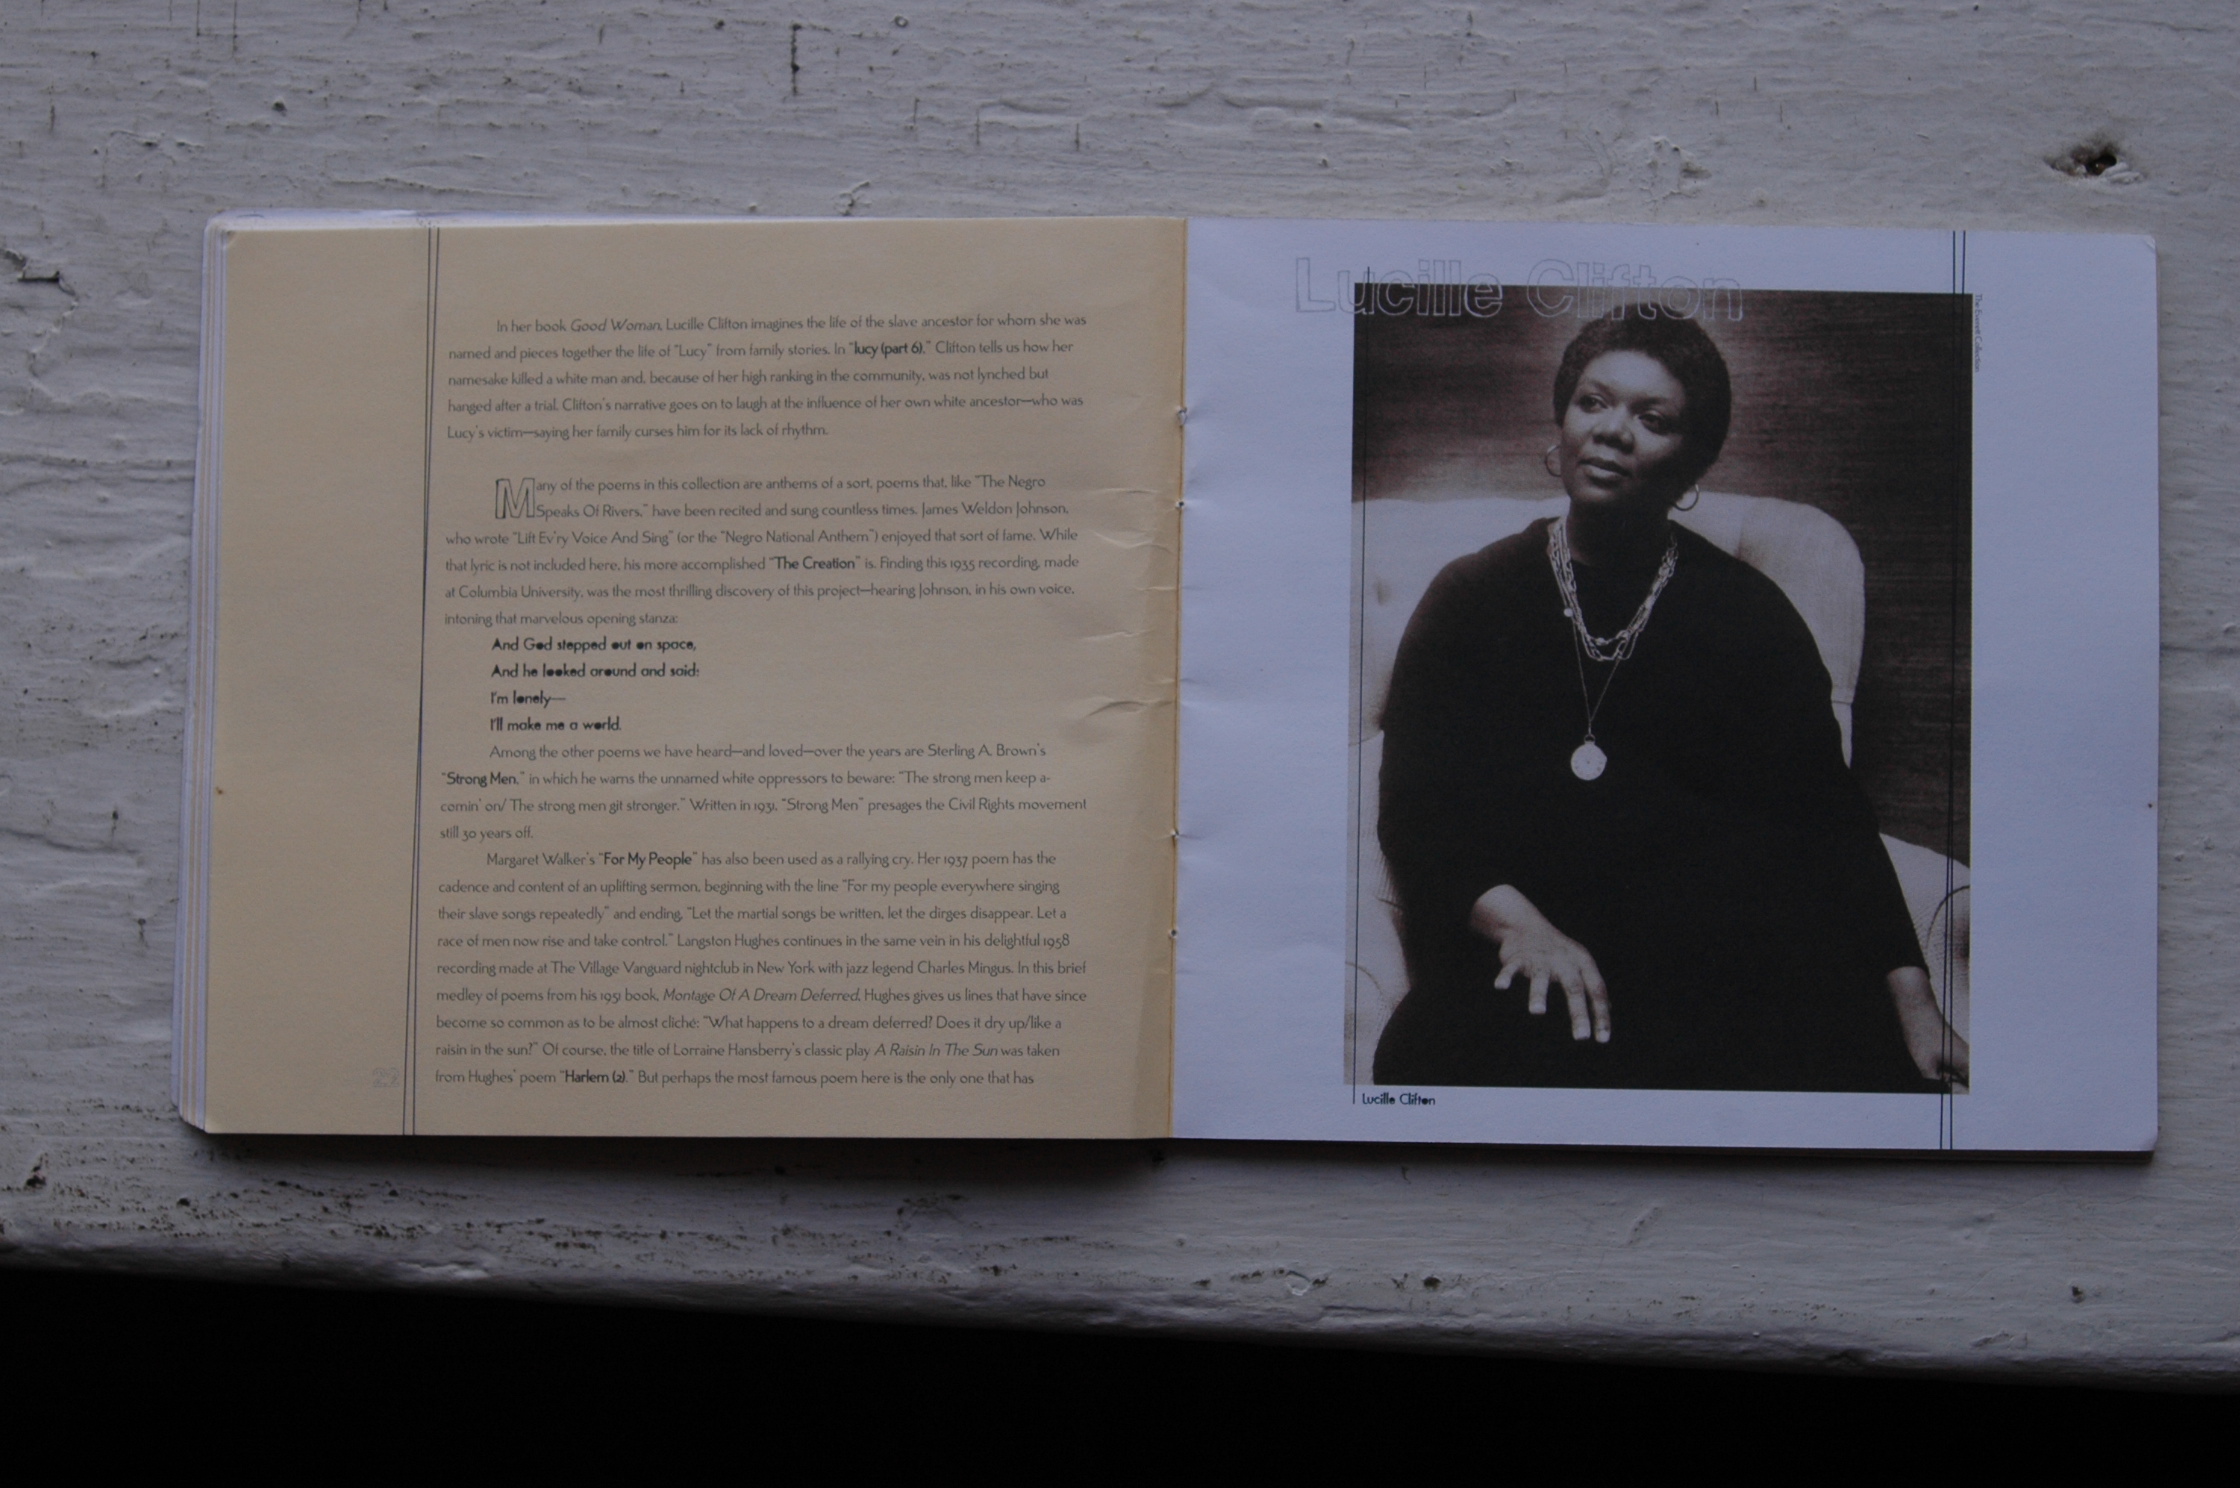 In her book Good Woman, Lucille Clifton imagines the life of the slave ancestor for whom she was
named and pieces together the life of "Lucy" from family stories. In "lucy (part 6)," Clifton tells us how her
namesake killed a white man and, because of her high ranking in the community, was not lynched but
hanged after a trial. Clifton's narrative goes on to laugh at the influence of her own white ancestor—who was
Lucy's victim—saying her family curses him for its lack of rhythm.
Many of the poems in this collection are anthems of a sort, poems that, like "The Negro
Speaks Of Rivers," have been recited and sung countless times. James Weldon Johnson,
who wrote "Lift Ev'ry Voice And Sing" (or the "Negro National Anthem") enjoyed that sort of fame. While
that lyric is not included here, his more accomplished "The Creation" is. Finding this 1935 recording, made
at Columbia University, was the most thrilling discovery of this project—hearing Johnson, in his own voice,
intoning that marvelous opening stanza:
And God stepped out on space,
And he looked around and said:
I'm lonely—
I'll make me a world.
Among the other poems we have heard—and loved—over the years are Sterling A. Brown's
"Strong Men," in which he warns the unnamed white oppressors to beware: "The strong men keep a-
comin' on/ The strong men git stronger." Written in 1931, "Strong Men" presages the Civil Rights movement
still 30 years off.
Margaret Walker's "For My People" has also been used as a rallying cry. Her 1937 poem has the
cadence and content of an uplifting sermon, beginning with the line "For my people everywhere singing
their slave songs repeatedly" and ending, "Let the martial songs be written, let the dirges disappear. Let a
race of men now rise and take control." Langston Hughes continues in the same vein in his delightful 1958
recording made at The Village Vanguard nightclub in New York with jazz legend Charles Mingus. In this brief
medley of poems from his 1951 book, Montage Of A Dream Deferred, Hughes gives us lines that have since
become so common as to be almost cliché: "What happens to a dream deferred? Does it dry up/like a
raisin in the sun?" Of course, the title of Lorraine Hansberry's classic play A Raisin In The Sun was taken
from Hughes' poem "Harlem (2)." But perhaps the most famous poem here is the only one that has
Lucille Clifton
The Everett Collection
Lucille Clifton